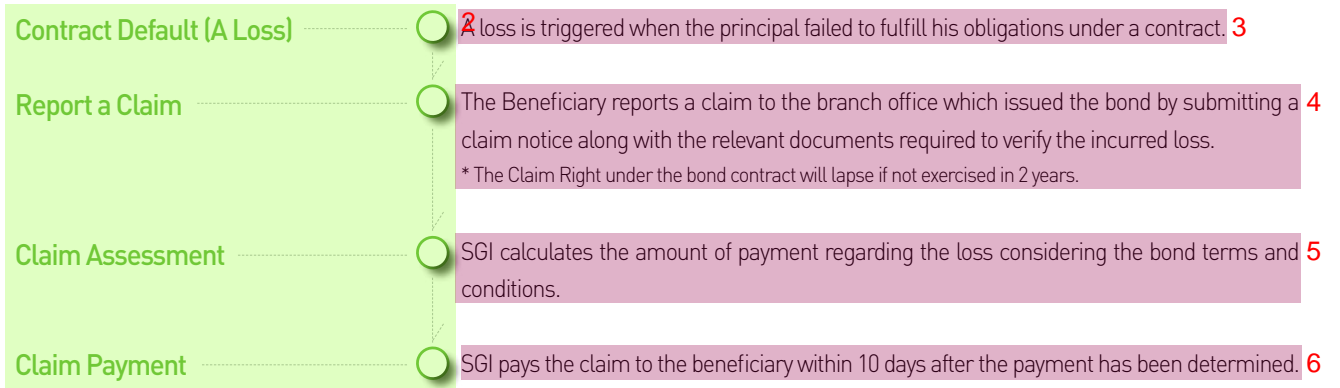 Contract Default (A Loss)
2
A loss is triggered when the principal failed to fulfill his obligations under a contract. 3
Report a Claim
The Beneficiary reports a claim to the branch office which issued the bond by submitting a 4
claim notice along with the relevant documents required to verify the incurred loss.
* The Claim Right under the bond contract will lapse if not exercised in 2 years.
Claim Assessment
SGI calculates the amount of payment regarding the loss considering the bond terms and 5
conditions.
Claim Payment
SGI pays the claim to the beneficiary within 10 days after the payment has been determined. 6